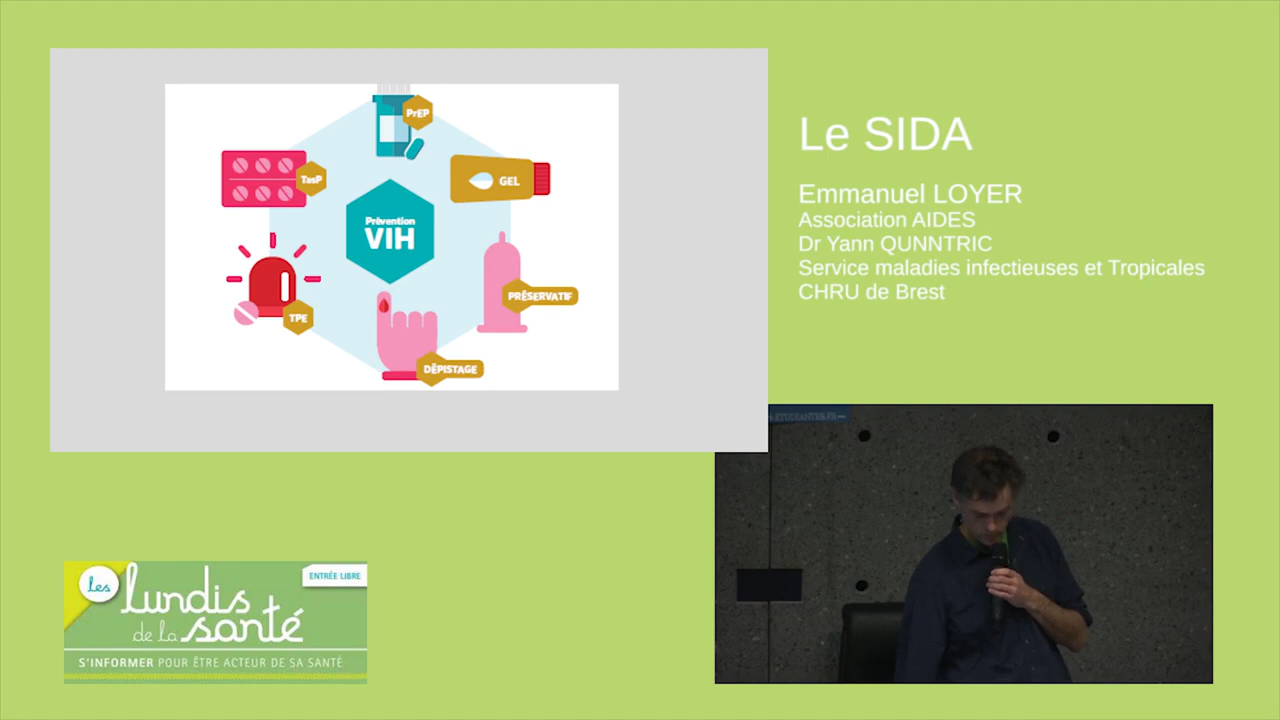 PrEP
TasP
GEL
Prévention
VIH
PRÉSERVATIF
TPE
DÉPISTAGE
Le SIDA
Emmanuel LOYER
Association AIDES
Dr Yann QUNNTRIC
Service maladies infectieuses et Tropicales
CHRU de Brest
les
lundis
de la santé
ENTRÉE LIBRE
S'INFORMER POUR ÊTRE ACTEUR DE SA SANTÉ